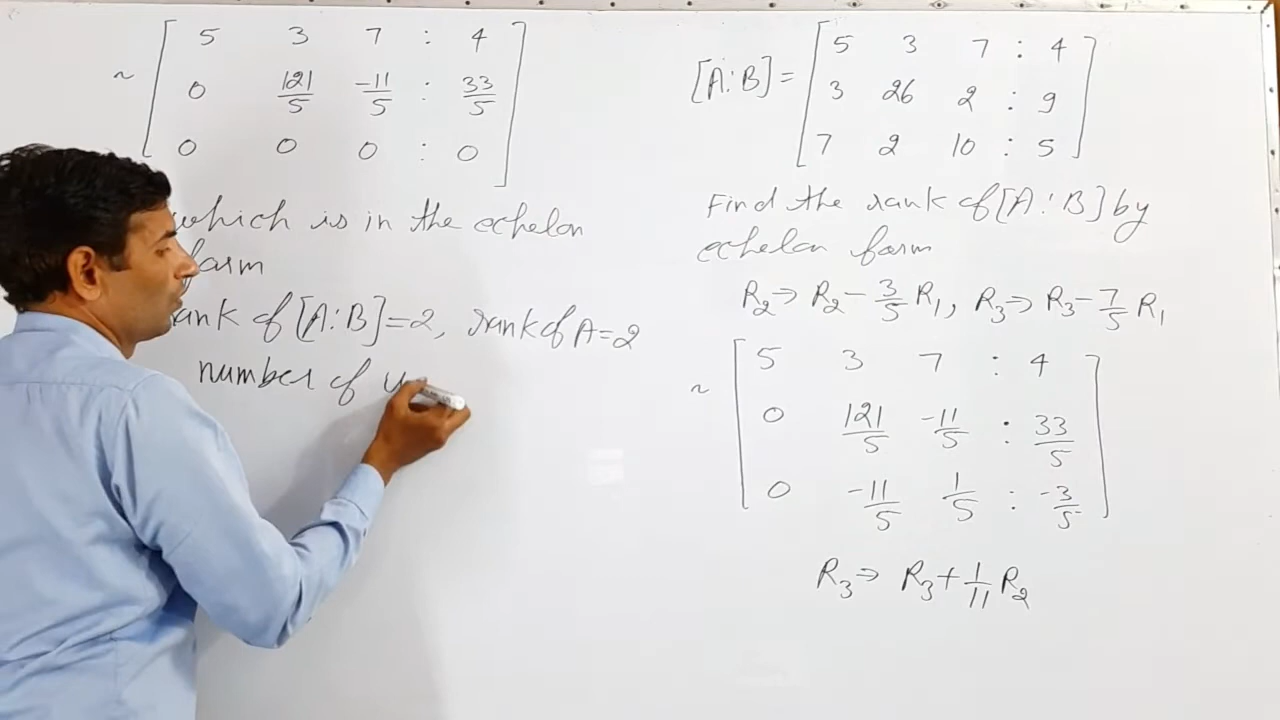 ~ [ 5 3 7 : 4
0 121/5 -11/5 : 33/5
0 0 0 : 0 ]
which is in the echelon
form
rank of [A:B]=2, rank of A=2
number of
[A:B] = [ 5 3 7 : 4
3 26 2 : 9
7 2 10 : 5 ]
Find the rank of [A:B] by
echelon form
R2→ R2 - 3/5 R1, R3→ R3 - 7/5 R1
~ [ 5 3 7 : 4
0 121/5 -11/5 : 33/5
0 -11/5 1/5 : -3/5 ]
R3→ R3 + 1/11 R2